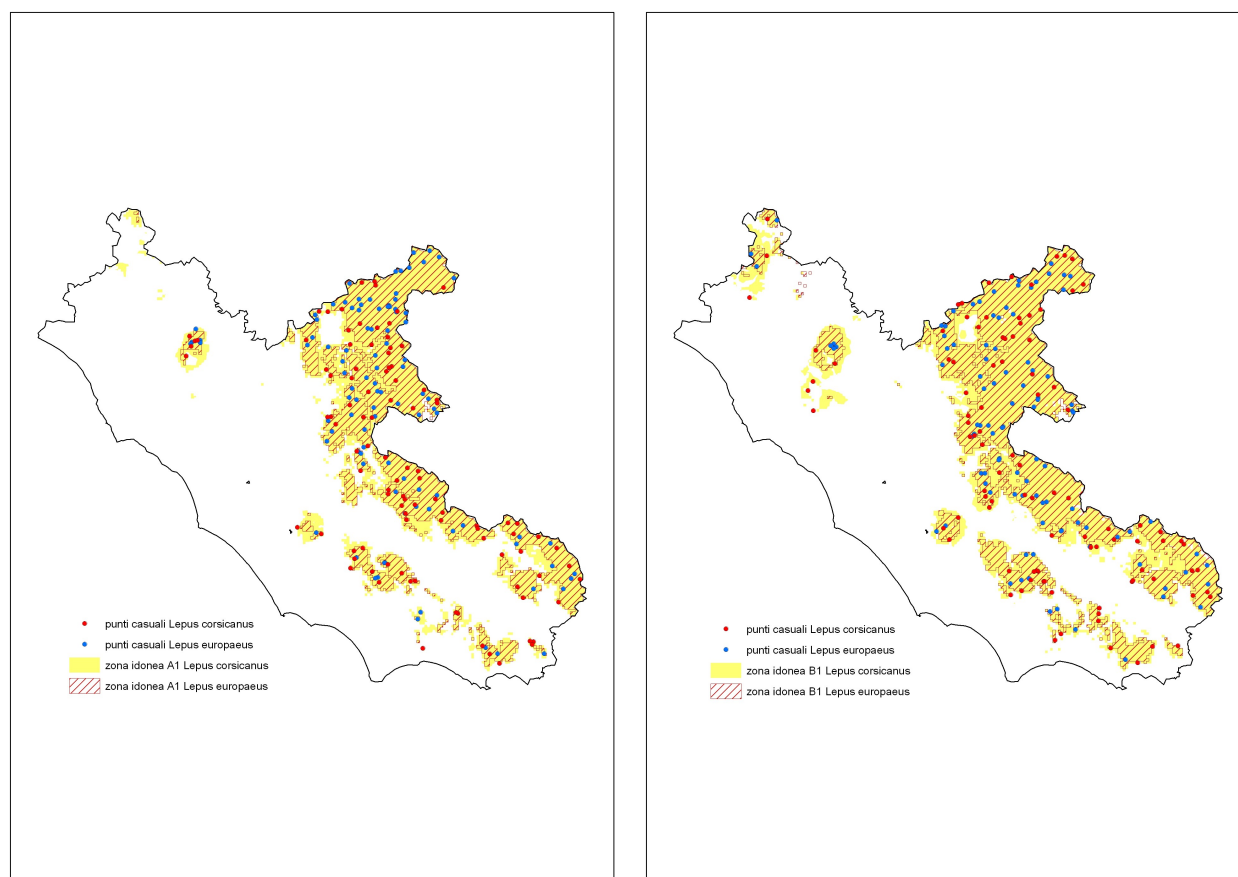 punti casuali Lepus corsicanus
punti casuali Lepus europaeus
zona idonea A1 Lepus corsicanus
zona idonea A1 Lepus europaeus
punti casuali Lepus corsicanus
punti casuali Lepus europaeus
zona idonea B1 Lepus corsicanus
zona idonea B1 Lepus europaeus